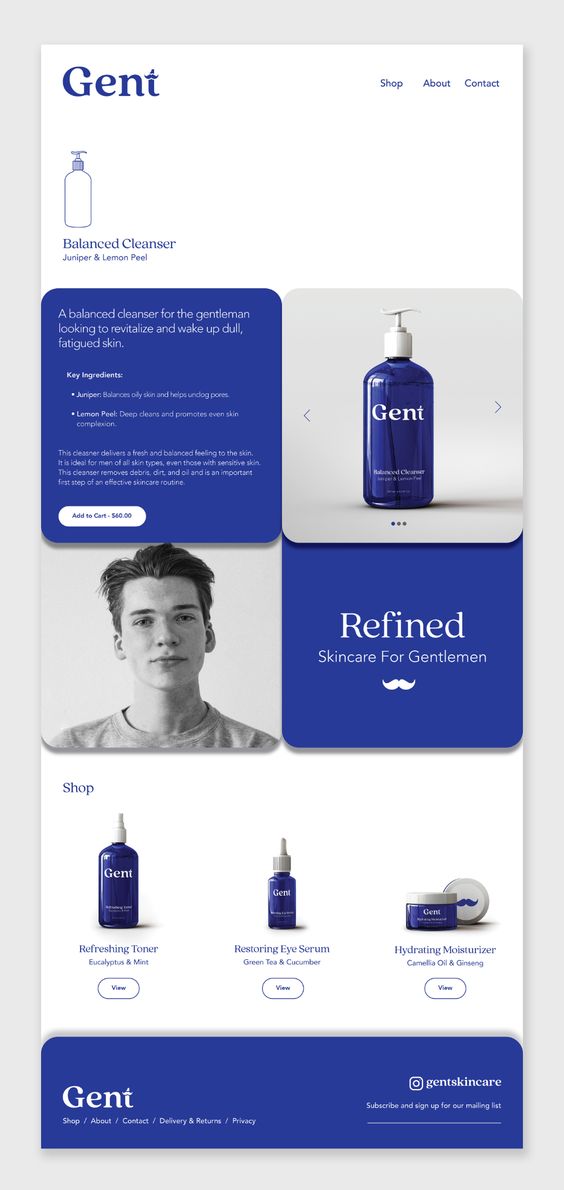 Gent
Shop About Contact
Balanced Cleanser
Juniper & Lemon Peel
A balanced cleanser for the gentleman
looking to revitalize and wake up dull,
fatigued skin.
Key Ingredients:
• Juniper: Balances oily skin and helps unclog pores.
• Lemon Peel: Deep cleans and promotes even skin
complexion.
This cleanser delivers a fresh and balanced feeling to the skin.
It is ideal for men of all skin types, even those with sensitive skin.
This cleanser removes debris, dirt, and oil and is an important
first step of an effective skincare routine.
Add to Cart - $60.00
Gent
Balanced Cleanser
Juniper & Lemon Peel
Refined
Skincare For Gentlemen
Shop
Gent
Refreshing Toner
Gent
Restoring Eye Serum
Gent
Hydrating Moisturizer
Refreshing Toner
Eucalyptus & Mint
View
Restoring Eye Serum
Green Tea & Cucumber
View
Hydrating Moisturizer
Camellia Oil & Ginseng
View
Gent
Shop / About / Contact / Delivery & Returns / Privacy
gentskincare
Subscribe and sign up for our mailing list